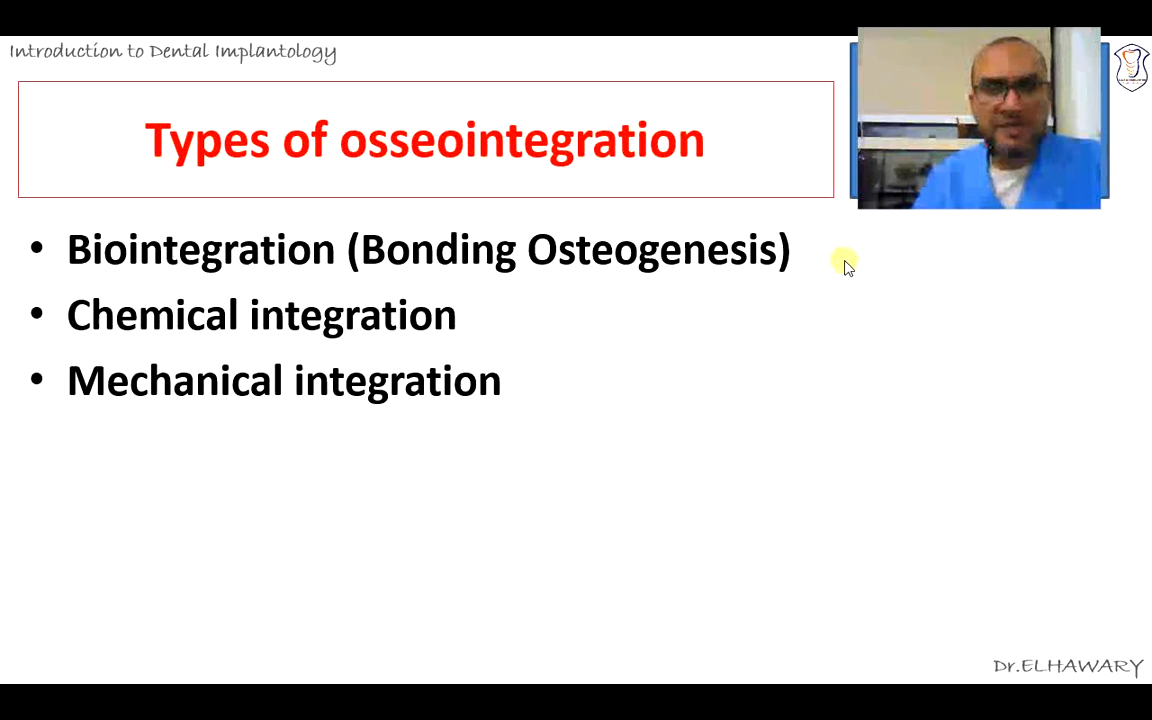 Introduction to Dental Implantology
Types of osseointegration
• Biointegration (Bonding Osteogenesis)
• Chemical integration
• Mechanical integration
Dr.ELHAWARY